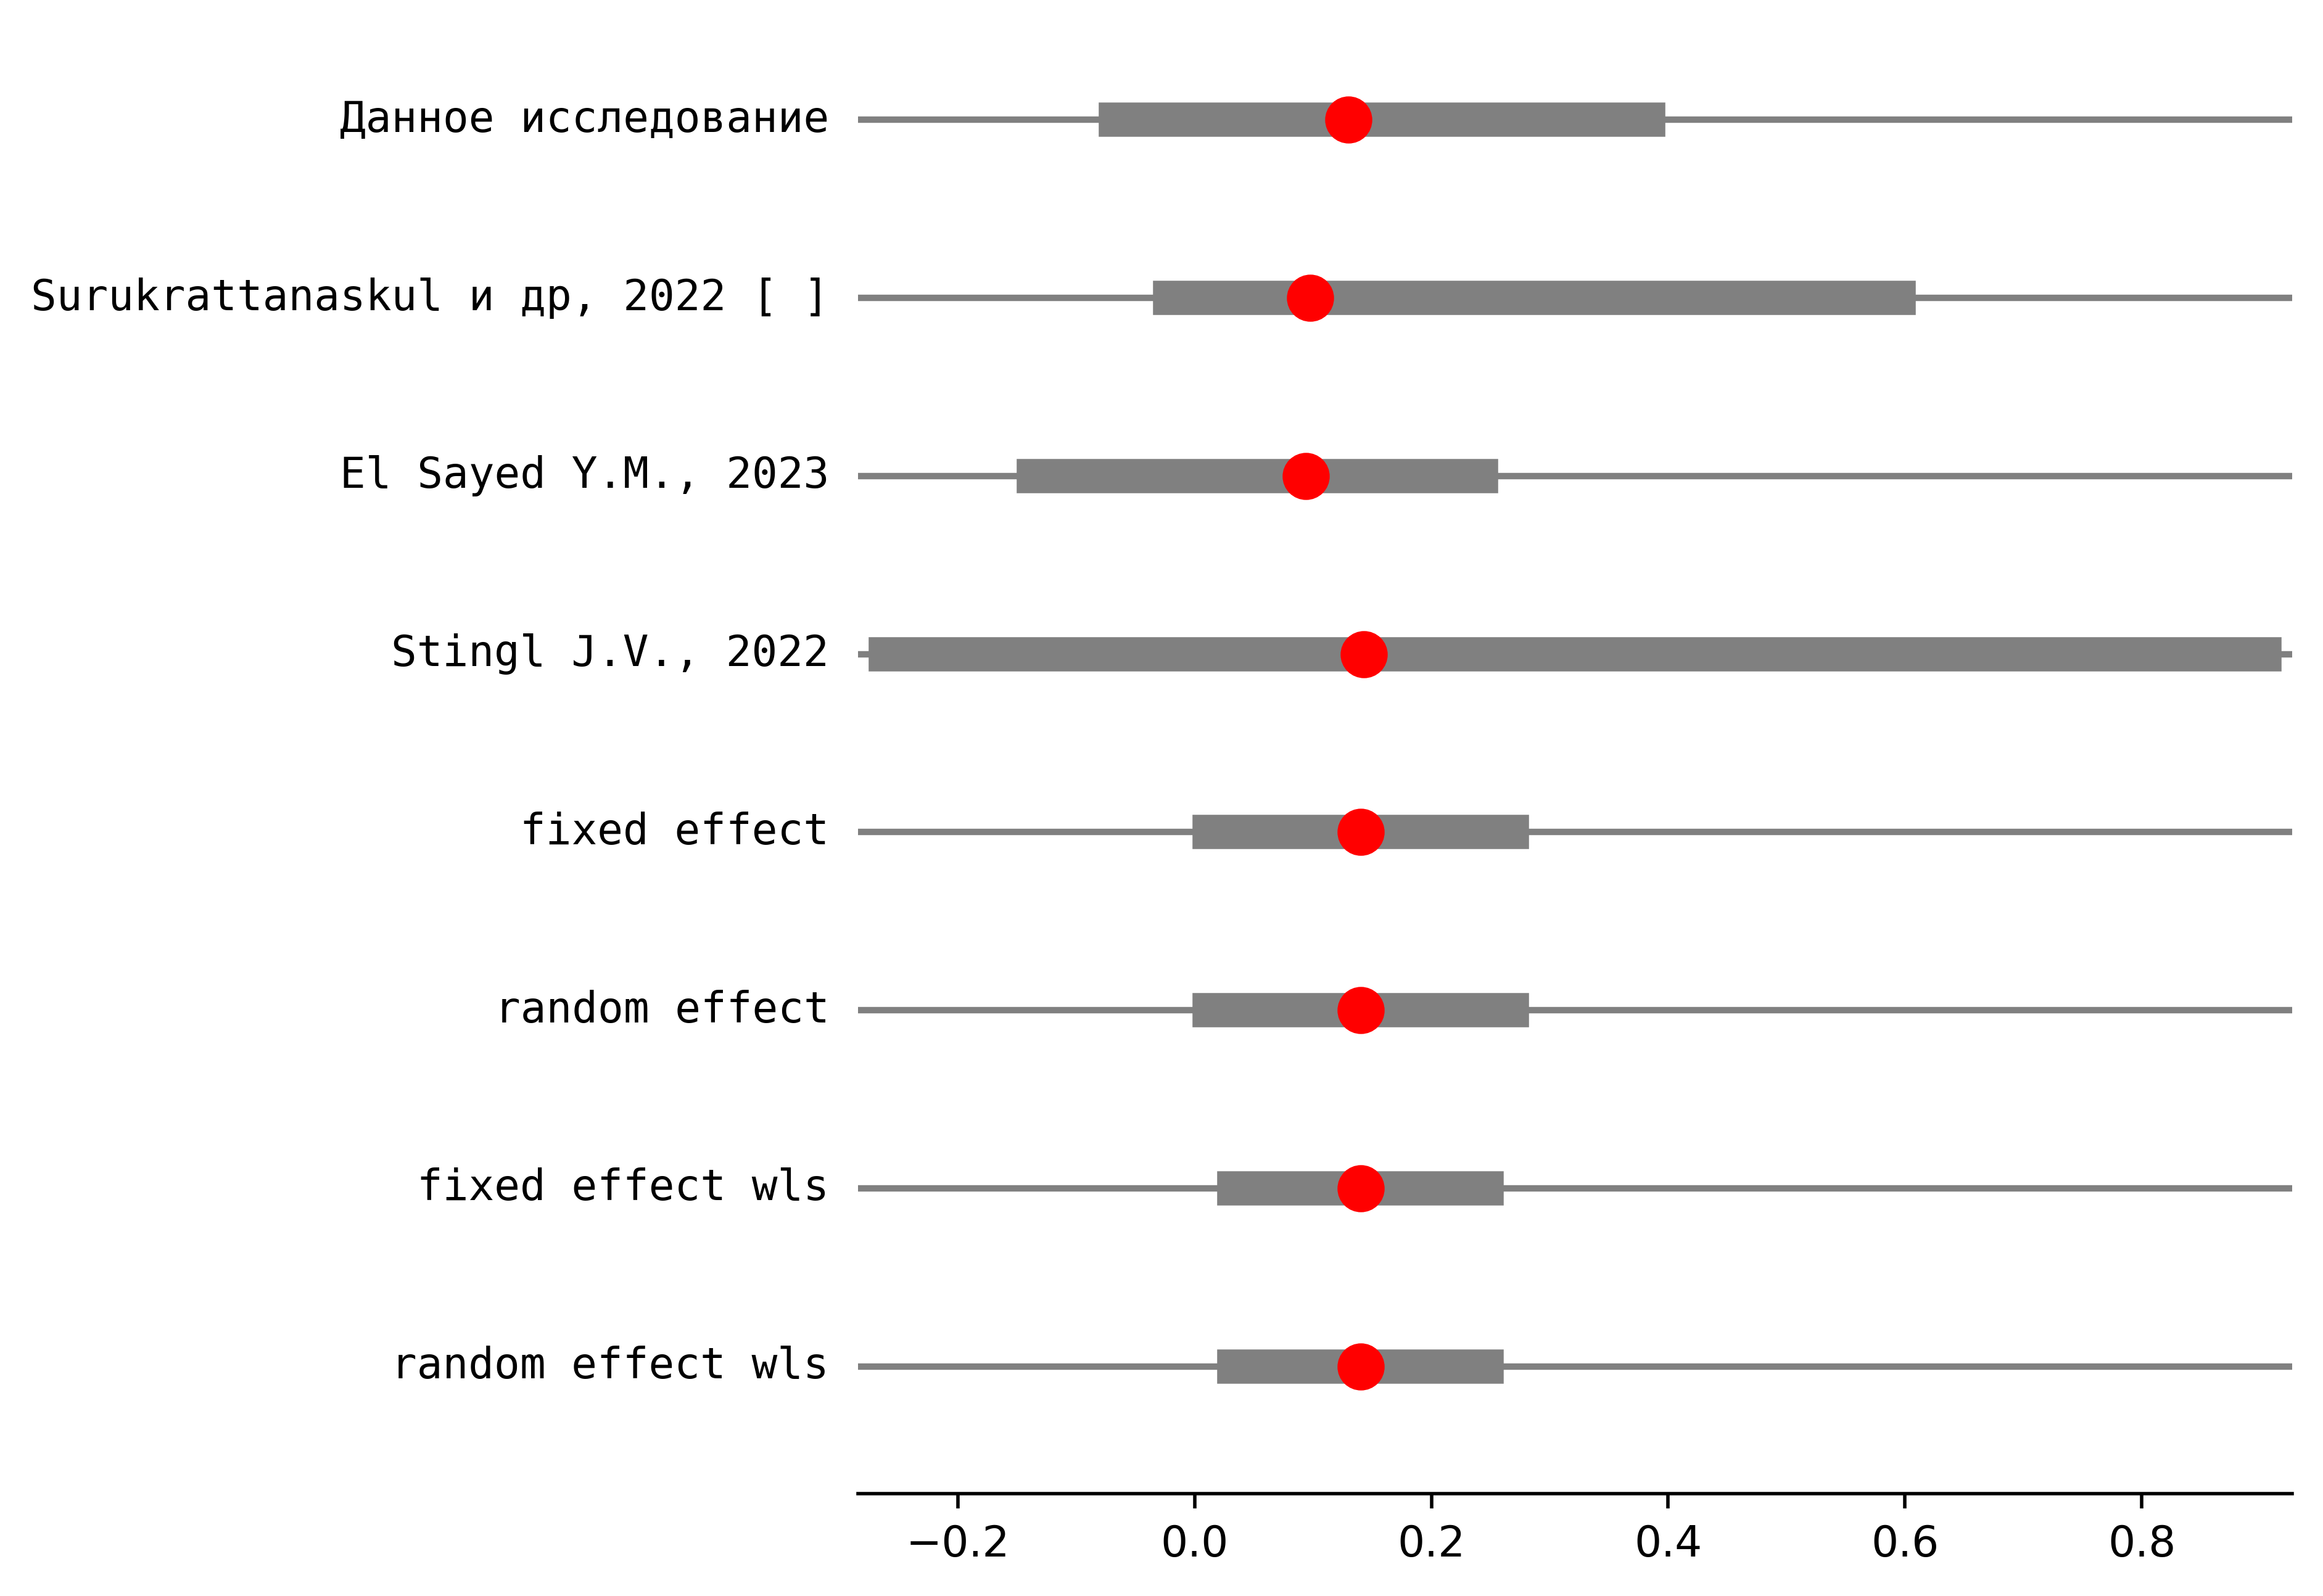 Данное исследование
Surukrattanaskul и др, 2022 [ ]
El Sayed Y.M., 2023
Stingl J.V., 2022
fixed effect
random effect
fixed effect wls
random effect wls
−0.2 0.0 0.2 0.4 0.6 0.8